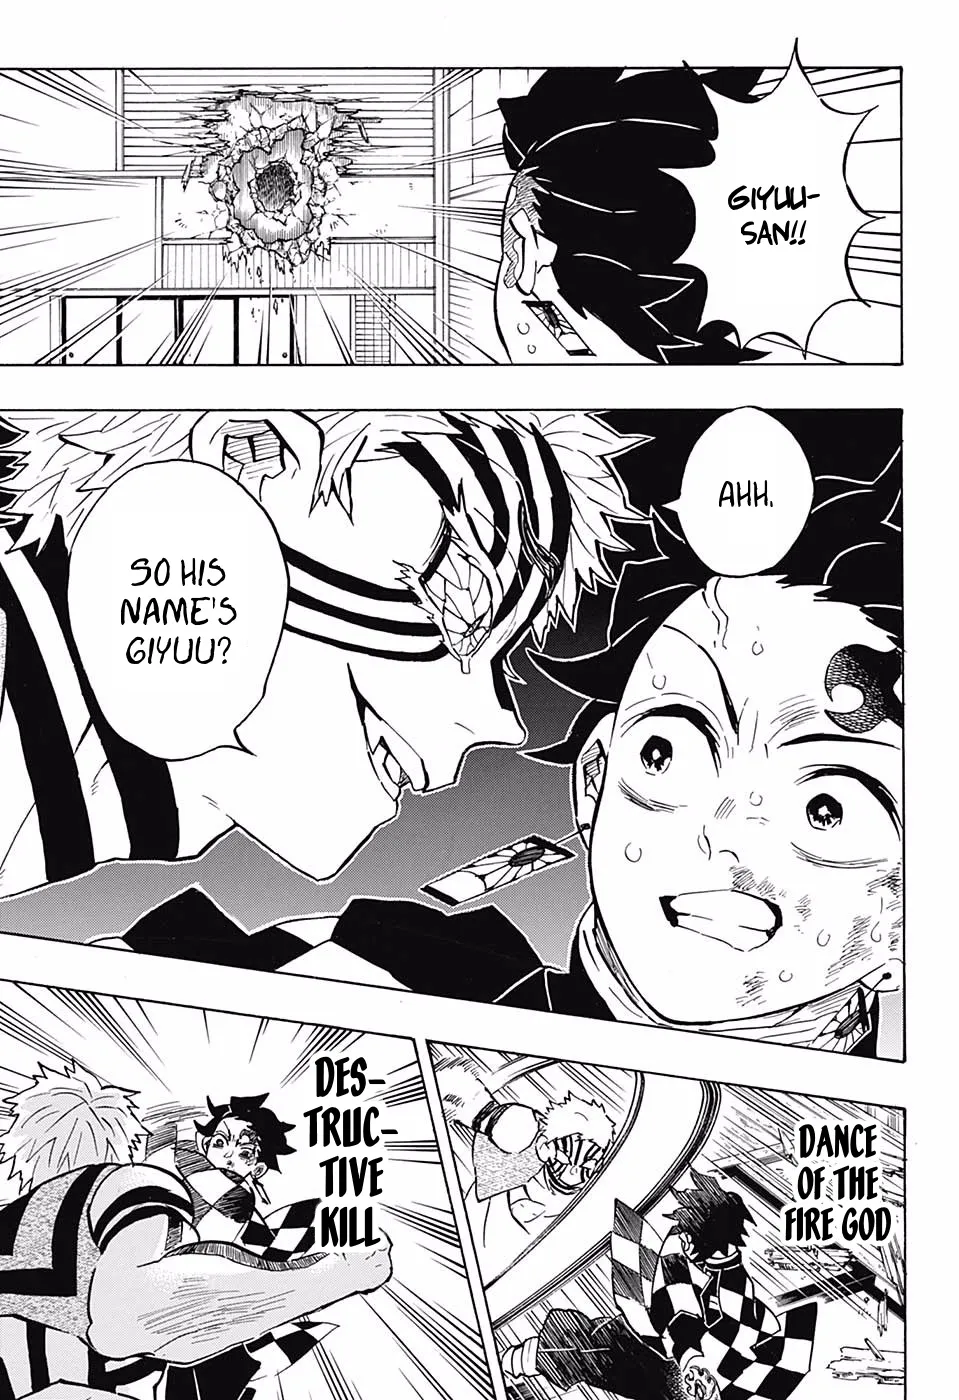 GIYUU-
SAN!!
AHH.
SO HIS
NAME'S
GIYUU?
DANCE
OF THE
FIRE GOD
DES-
TRUC-
TIVE
KILL